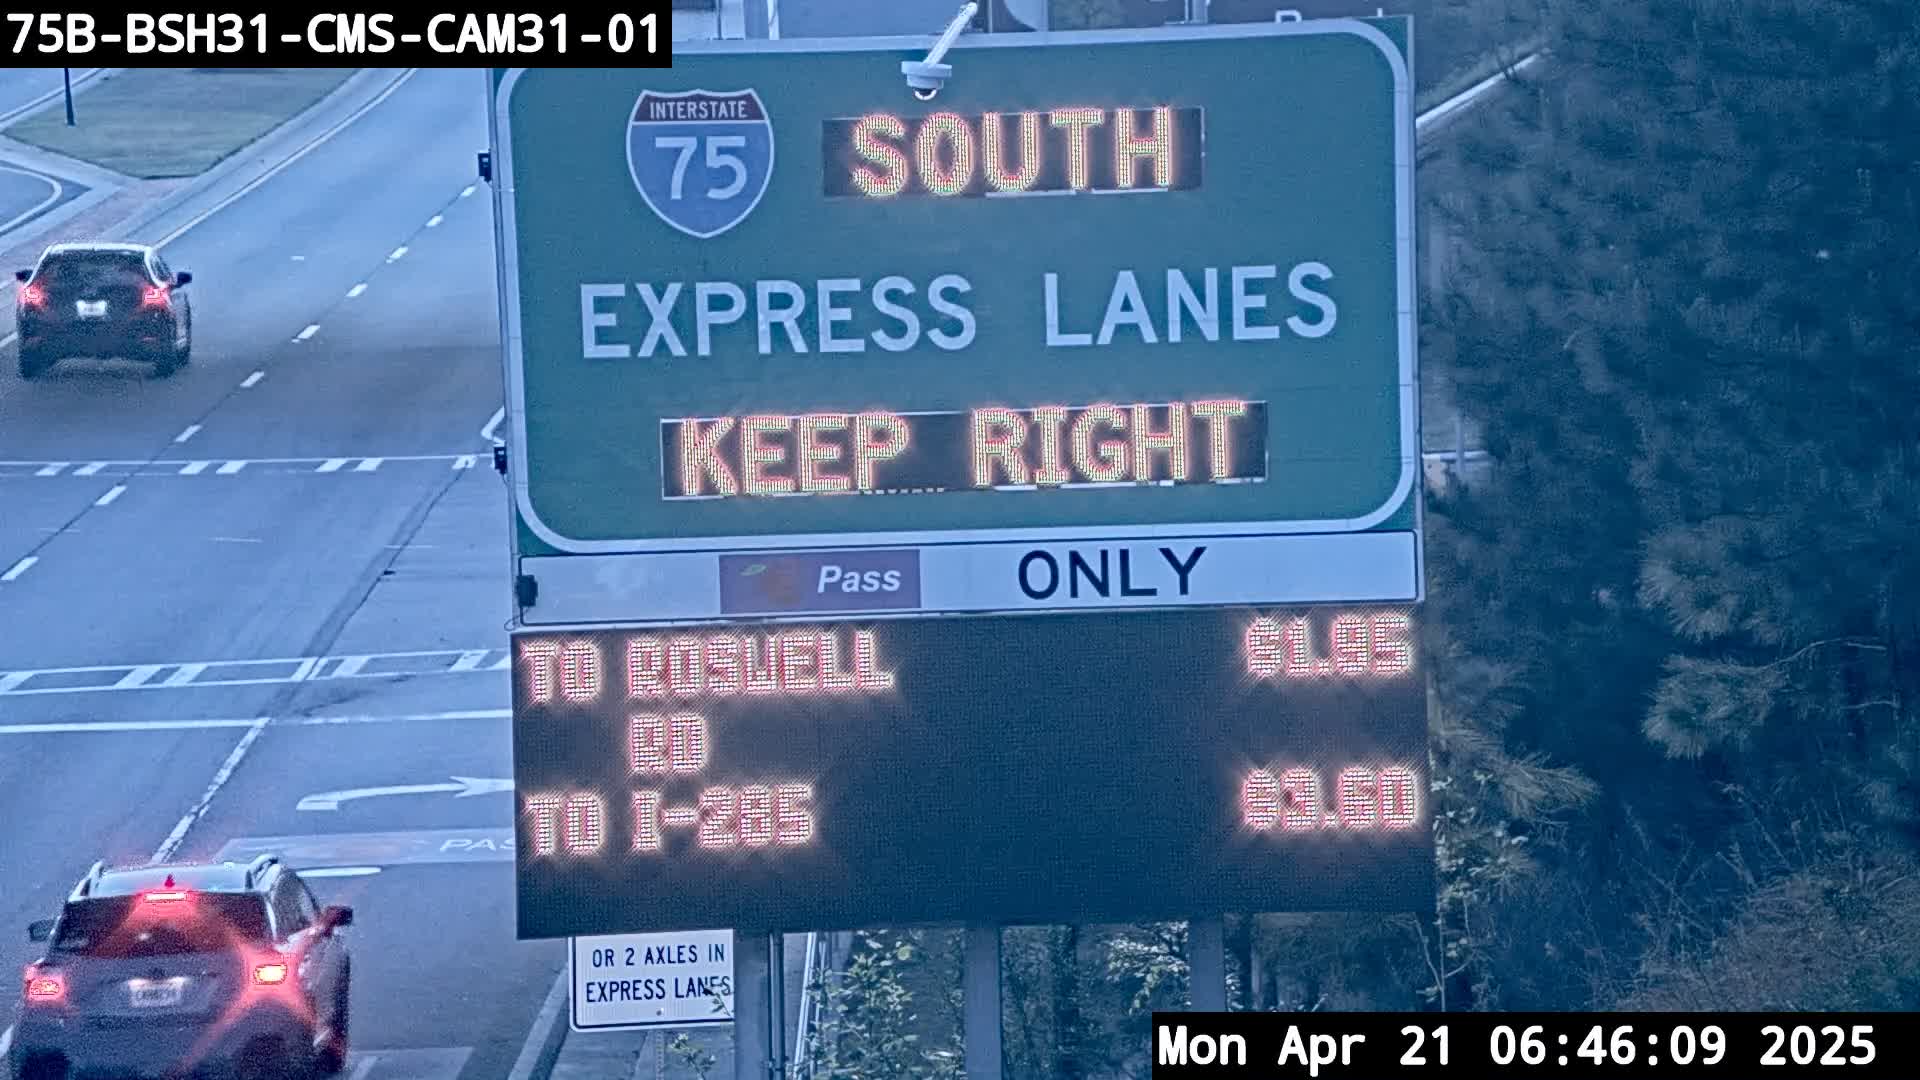 75B-BSH31-CMS-CAM31-01
INTERSTATE
75
SOUTH
EXPRESS LANES
KEEP RIGHT
Pass ONLY
TO ROSWELL $1.95
RD
TO I-285 $3.60
OR 2 AXLES IN
EXPRESS LANES
Mon Apr 21 06:46:09 2025